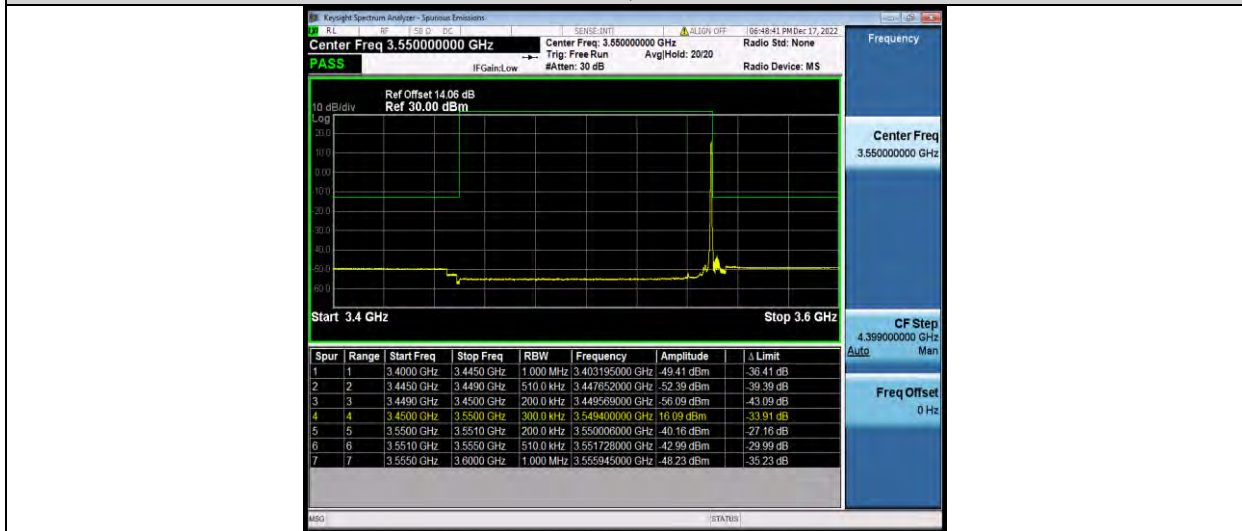 Keysight Spectrum Analyzer - Spurious Emissions
RL RF 50 Ω DC SENSE:INT ALIGN OFF 06:48:41 PM Dec 17, 2022
Center Freq 3.550000000 GHz Center Freq: 3.550000000 GHz Radio Std: None
Trig: Free Run Avg|Hold: 20/20
PASS IFGain:Low #Atten: 30 dB Radio Device: MS
Frequency
Ref Offset 14.06 dB
10 dB/div Ref 30.00 dBm
Log
20.0
10.0
0.00
-10.0
-20.0
-30.0
-40.0
-50.0
-60.0
Start 3.4 GHz Stop 3.6 GHz
Center Freq
3.550000000 GHz
CF Step
4.399000000 GHz
Auto Man
Freq Offset
0 Hz
Spur Range Start Freq Stop Freq RBW Frequency Amplitude Δ Limit
1 1 3.4000 GHz 3.4450 GHz 1.000 MHz 3.403195000 GHz -49.41 dBm -36.41 dB
2 2 3.4450 GHz 3.4490 GHz 510.0 kHz 3.447652000 GHz -52.39 dBm -39.39 dB
3 3 3.4490 GHz 3.4500 GHz 200.0 kHz 3.449569000 GHz -56.09 dBm -43.09 dB
4 4 3.4500 GHz 3.5500 GHz 300.0 kHz 3.549400000 GHz 16.09 dBm -33.91 dB
5 5 3.5500 GHz 3.5510 GHz 200.0 kHz 3.550006000 GHz -40.16 dBm -27.16 dB
6 6 3.5510 GHz 3.5550 GHz 510.0 kHz 3.551728000 GHz -42.99 dBm -29.99 dB
7 7 3.5550 GHz 3.6000 GHz 1.000 MHz 3.555945000 GHz -48.23 dBm -35.23 dB
MSG STATUS